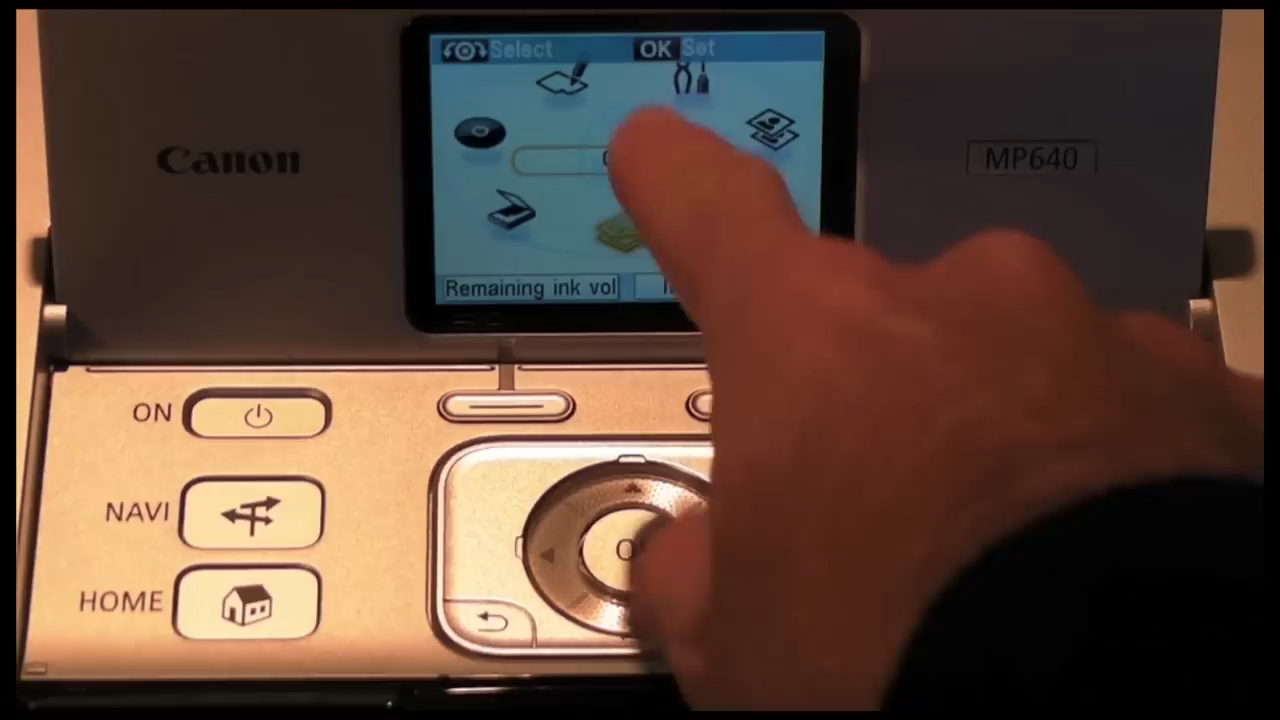 Select OK Set
Canon
MP640
Remaining ink vol
ON
NAVI
HOME